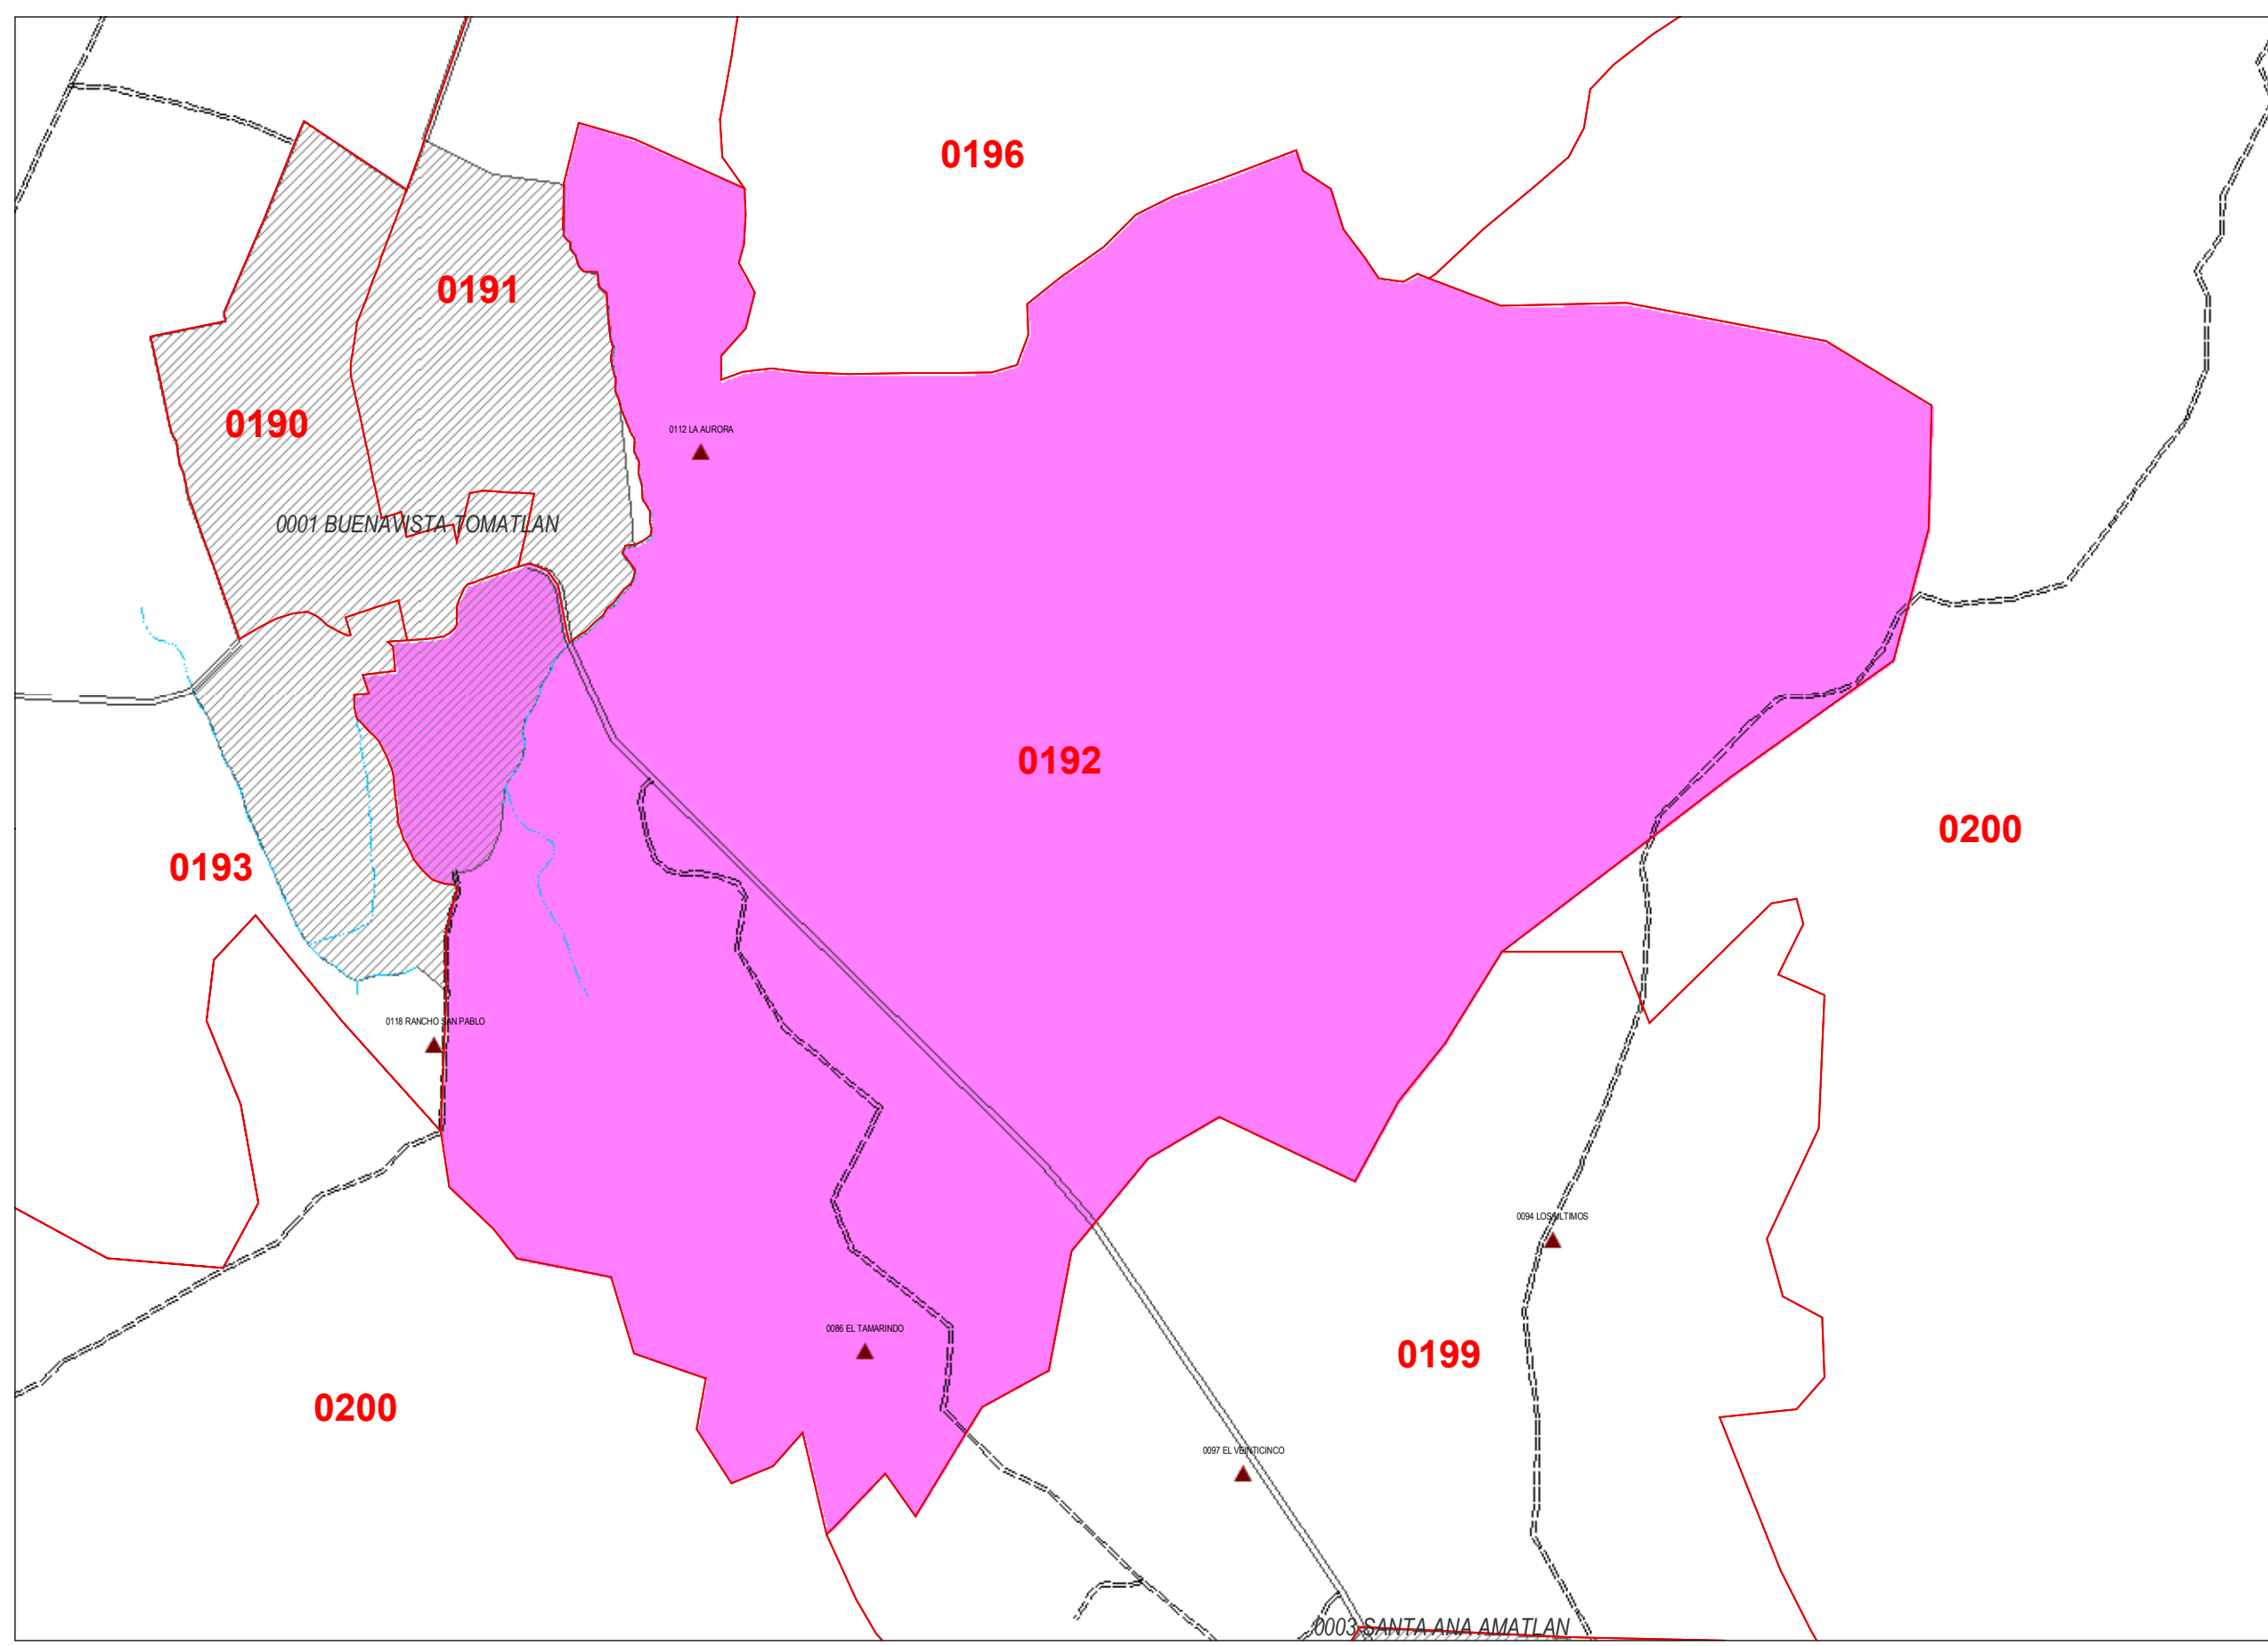 0196
0191
0190
0112 LA AURORA
0001 BUENAVISTA TOMATLAN
0192
0200
0193
0118 RANCHO SAN PABLO
0094 LOS ULTIMOS
0086 EL TAMARINDO
0199
0200
0097 EL VEINTICINCO
0003 SANTA ANA AMATLAN